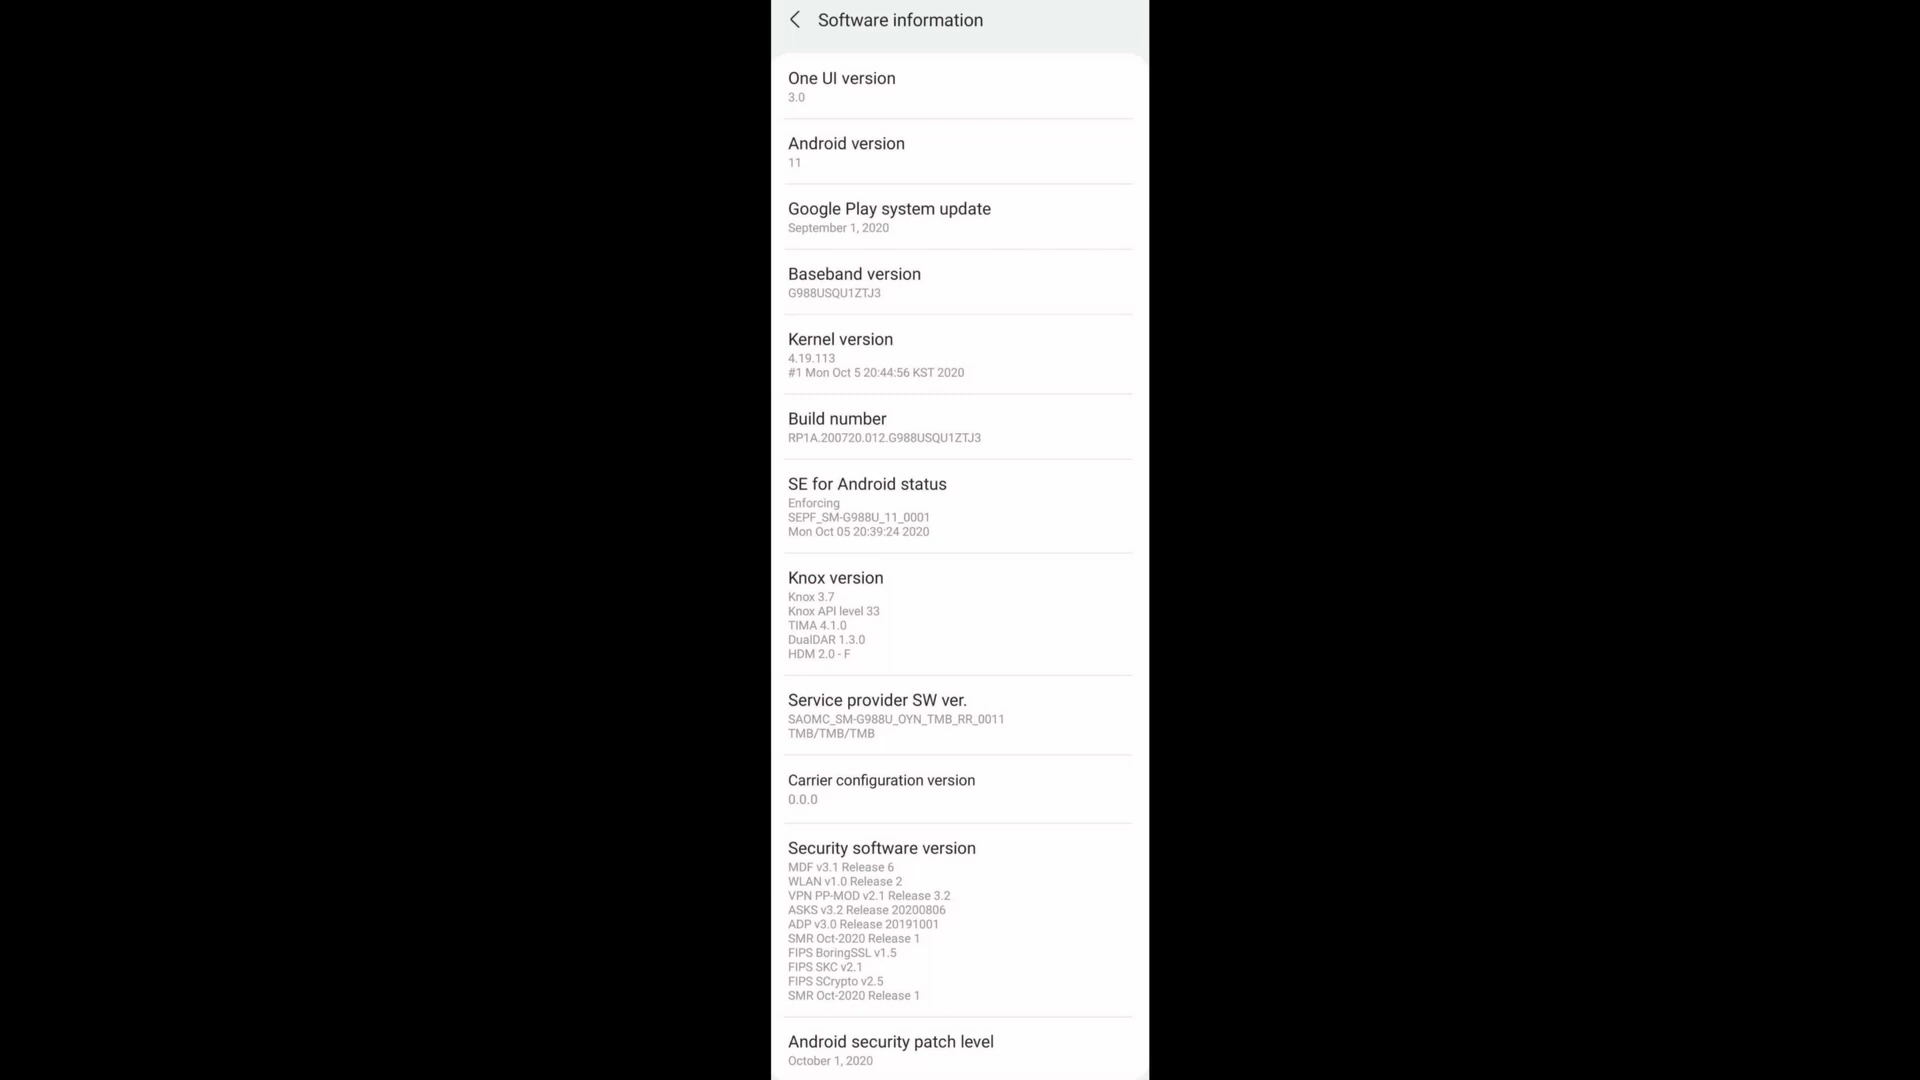 Software information
One UI version
3.0
Android version
11
Google Play system update
September 1, 2020
Baseband version
G988USQU1ZTJ3
Kernel version
4.19.113
#1 Mon Oct 5 20:44:56 KST 2020
Build number
RP1A.200720.012.G988USQU1ZTJ3
SE for Android status
Enforcing
SEPF_SM-G988U_11_0001
Mon Oct 05 20:39:24 2020
Knox version
Knox 3.7
Knox API level 33
TIMA 4.1.0
DualDAR 1.3.0
HDM 2.0 - F
Service provider SW ver.
SAOMC_SM-G988U_OYN_TMB_RR_0011
TMB/TMB/TMB
Carrier configuration version
0.0.0
Security software version
MDF v3.1 Release 6
WLAN v1.0 Release 2
VPN PP-MOD v2.1 Release 3.2
ASKS v3.2 Release 20200806
ADP v3.0 Release 20191001
SMR Oct-2020 Release 1
FIPS BoringSSL v1.5
FIPS SKC v2.1
FIPS SCrypto v2.5
SMR Oct-2020 Release 1
Android security patch level
October 1, 2020